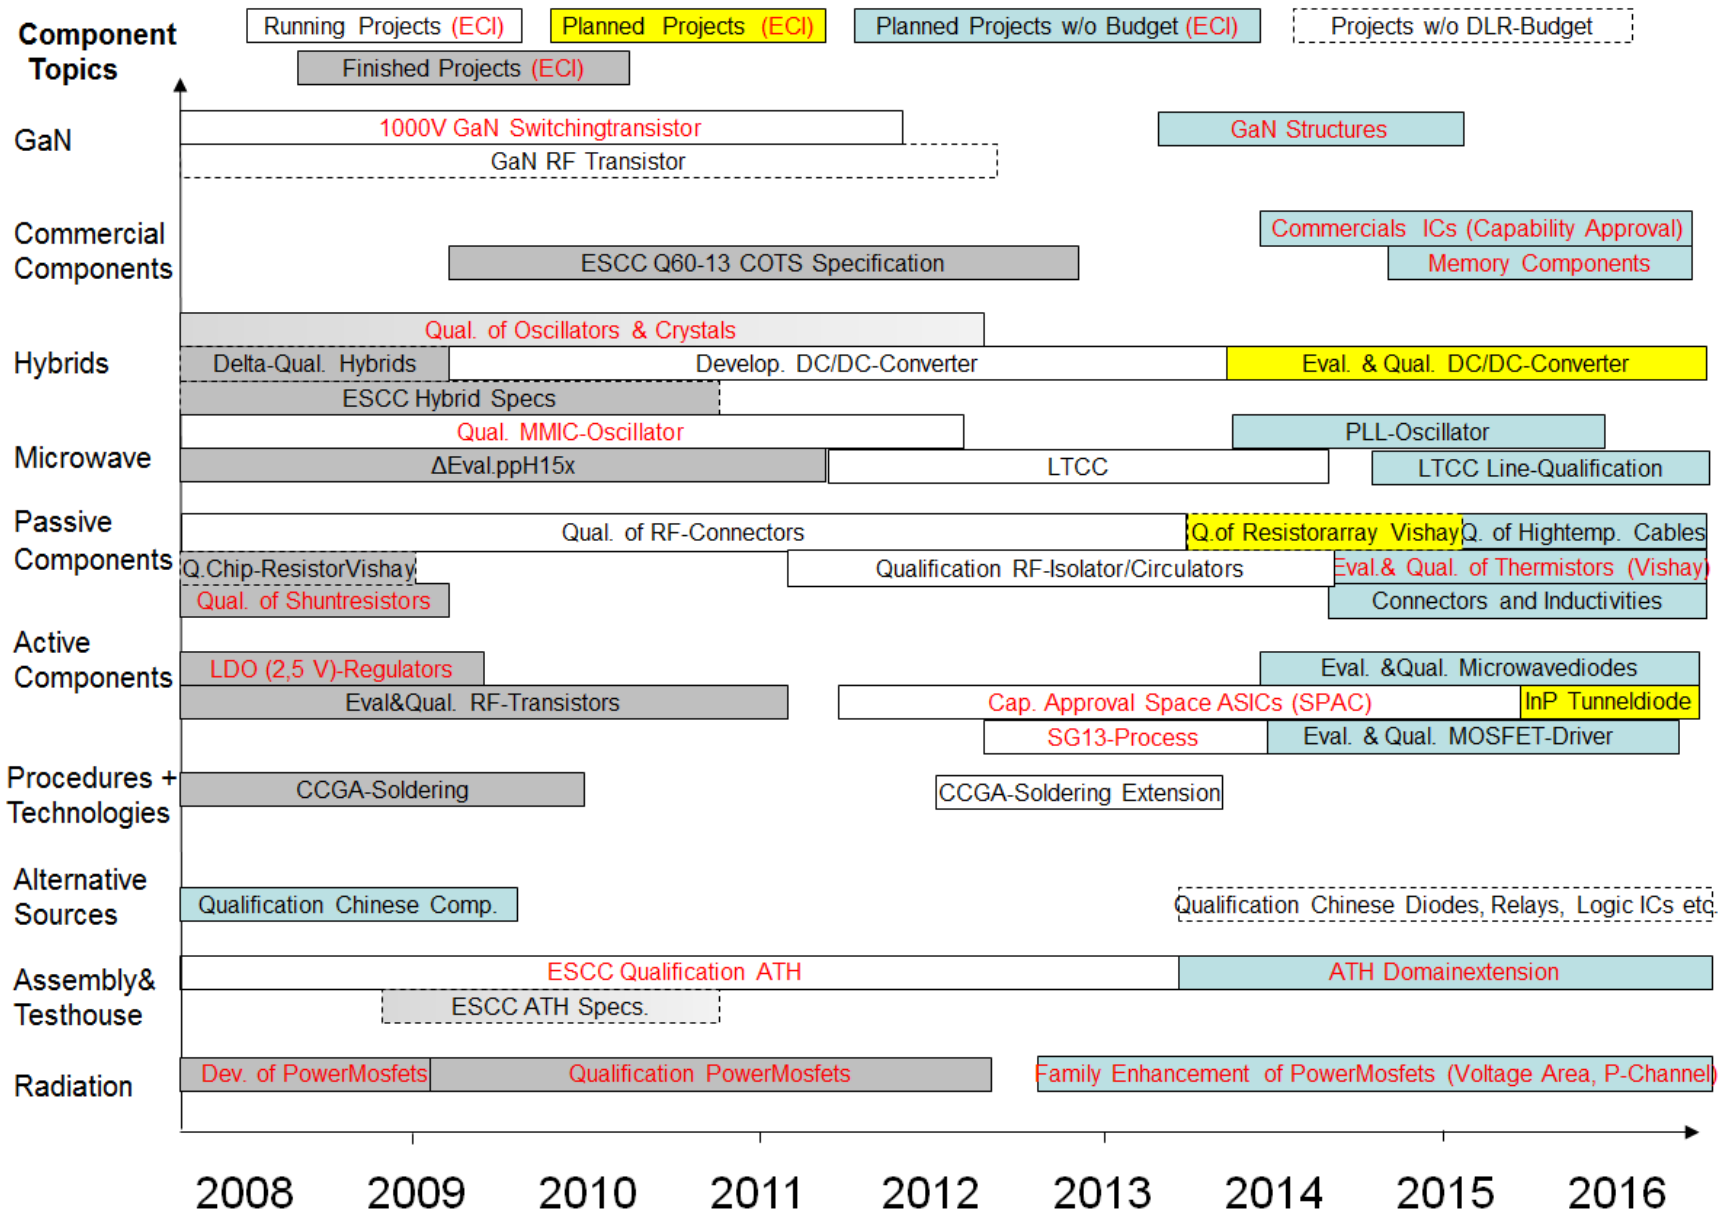 Component
Topics
Running Projects (ECI)
Planned Projects (ECI)
Planned Projects w/o Budget (ECI)
Projects w/o DLR-Budget
Finished Projects (ECI)
GaN
1000V GaN Switchingtransistor
GaN Structures
GaN RF Transistor
Commercial
Components
Commercials ICs (Capability Approval)
ESCC Q60-13 COTS Specification
Memory Components
Hybrids
Qual. of Oscillators & Crystals
Delta-Qual. Hybrids
Develop. DC/DC-Converter
Eval. & Qual. DC/DC-Converter
ESCC Hybrid Specs
Microwave
Qual. MMIC-Oscillator
PLL-Oscillator
ΔEval.ppH15x
LTCC
LTCC Line-Qualification
Passive
Components
Qual. of RF-Connectors
Q.of Resistorarray Vishay
Q. of Hightemp. Cables
Q.Chip-ResistorVishay
Qualification RF-Isolator/Circulators
Eval.& Qual. of Thermistors (Vishay)
Qual. of Shuntresistors
Connectors and Inductivities
Active
Components
LDO (2,5 V)-Regulators
Eval. &Qual. Microwavediodes
Eval&Qual. RF-Transistors
Cap. Approval Space ASICs (SPAC)
InP Tunneldiode
SG13-Process
Eval. & Qual. MOSFET-Driver
Procedures +
Technologies
CCGA-Soldering
CCGA-Soldering Extension
Alternative
Sources
Qualification Chinese Comp.
Qualification Chinese Diodes, Relays, Logic ICs etc.
Assembly&
Testhouse
ESCC Qualification ATH
ATH Domainextension
ESCC ATH Specs.
Radiation
Dev. of PowerMosfets
Qualification PowerMosfets
Family Enhancement of PowerMosfets (Voltage Area, P-Channel)
2008 2009 2010 2011 2012 2013 2014 2015 2016